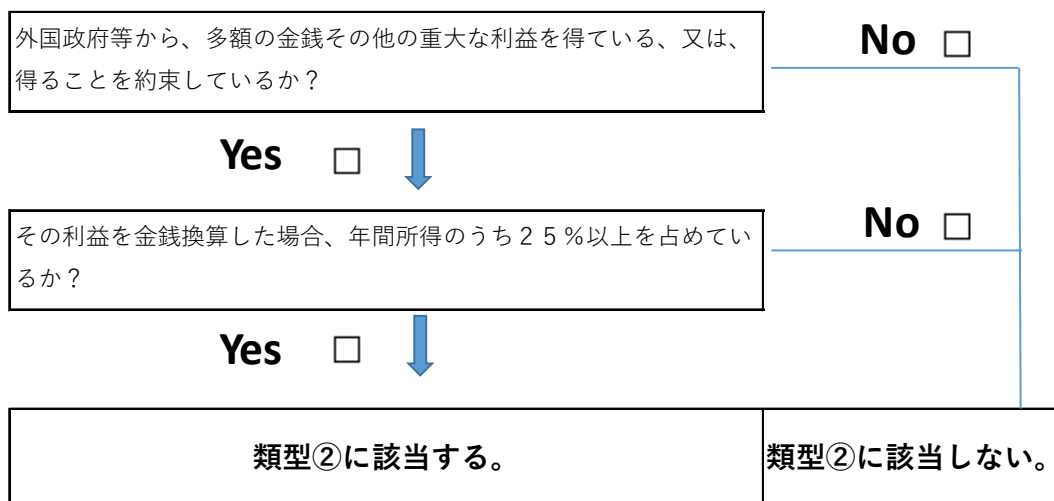 外国政府等から、多額の金銭その他の重大な利益を得ている、又は、
得ることを約束しているか？
No □
Yes □
その利益を金銭換算した場合、年間所得のうち２５％以上を占めてい
るか？
No □
Yes □
類型②に該当する。
類型②に該当しない。